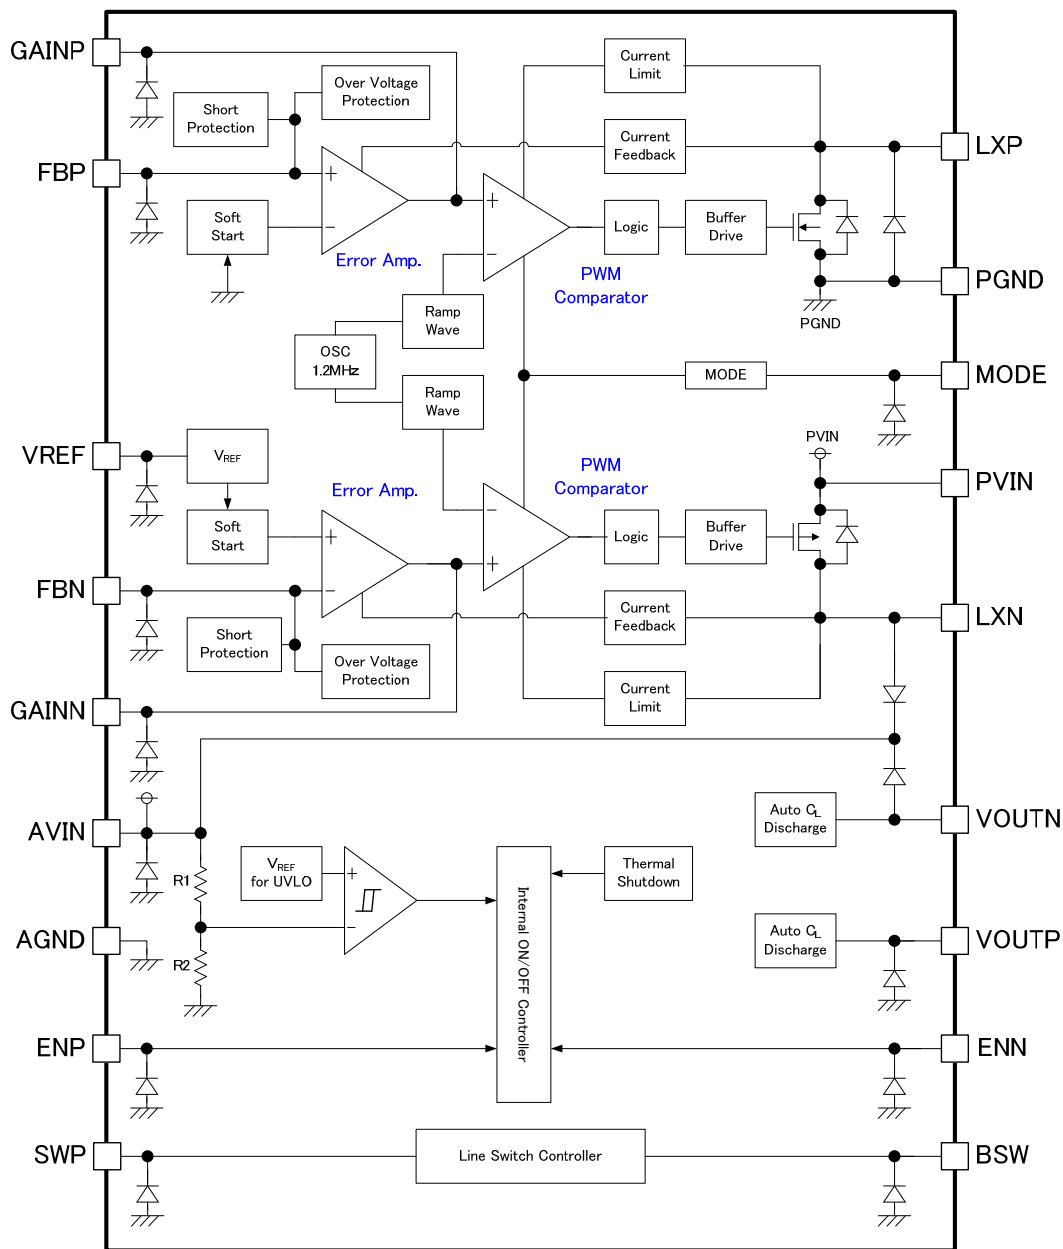 GAINP
Current
Limit
Over Voltage
Protection
Short
Protection
Current
Feedback
LXP
FBP
Soft
Start
Logic
Buffer
Drive
Error Amp.
PWM
Comparator
PGND
Ramp
Wave
PGND
OSC
1.2MHz
MODE
MODE
Ramp
Wave
PVIN
VREF
VREF
PWM
Comparator
PVIN
Error Amp.
Soft
Start
Logic
Buffer
Drive
FBN
Current
Feedback
LXN
Short
Protection
Over Voltage
Protection
Current
Limit
GAINN
AVIN
Auto CL
Discharge
VOUTN
R1
VREF
for UVLO
Thermal
Shutdown
Internal ON/OFF Controller
AGND
R2
Auto CL
Discharge
VOUTP
ENP
ENN
SWP
Line Switch Controller
BSW